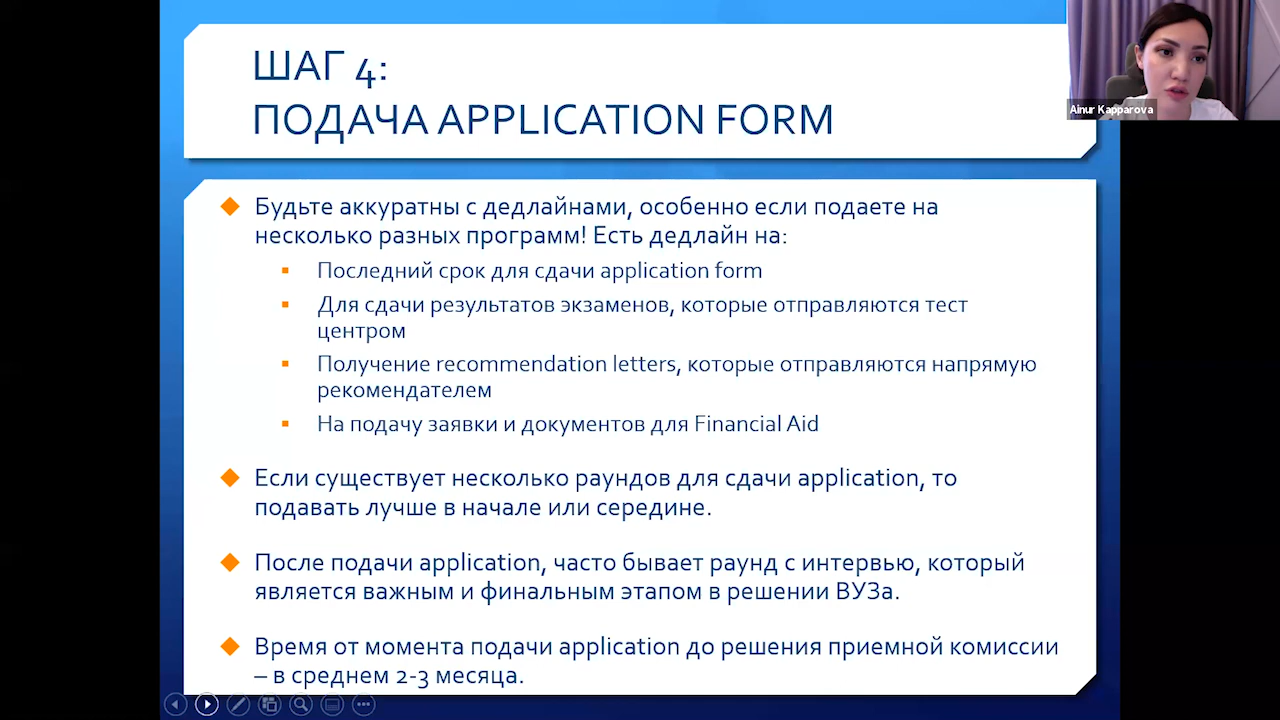 ШАГ 4:
ПОДАЧА APPLICATION FORM
Ainur Kapparova
Будьте аккуратны с дедлайнами, особенно если подаете на
несколько разных программ! Есть дедлайн на:
Последний срок для сдачи application form
Для сдачи результатов экзаменов, которые отправляются тест
центром
Получение recommendation letters, которые отправляются напрямую
рекомендателем
На подачу заявки и документов для Financial Aid
Если существует несколько раундов для сдачи application, то
подавать лучше в начале или середине.
После подачи application, часто бывает раунд с интервью, который
является важным и финальным этапом в решении ВУЗа.
Время от момента подачи application до решения приемной комиссии
– в среднем 2-3 месяца.